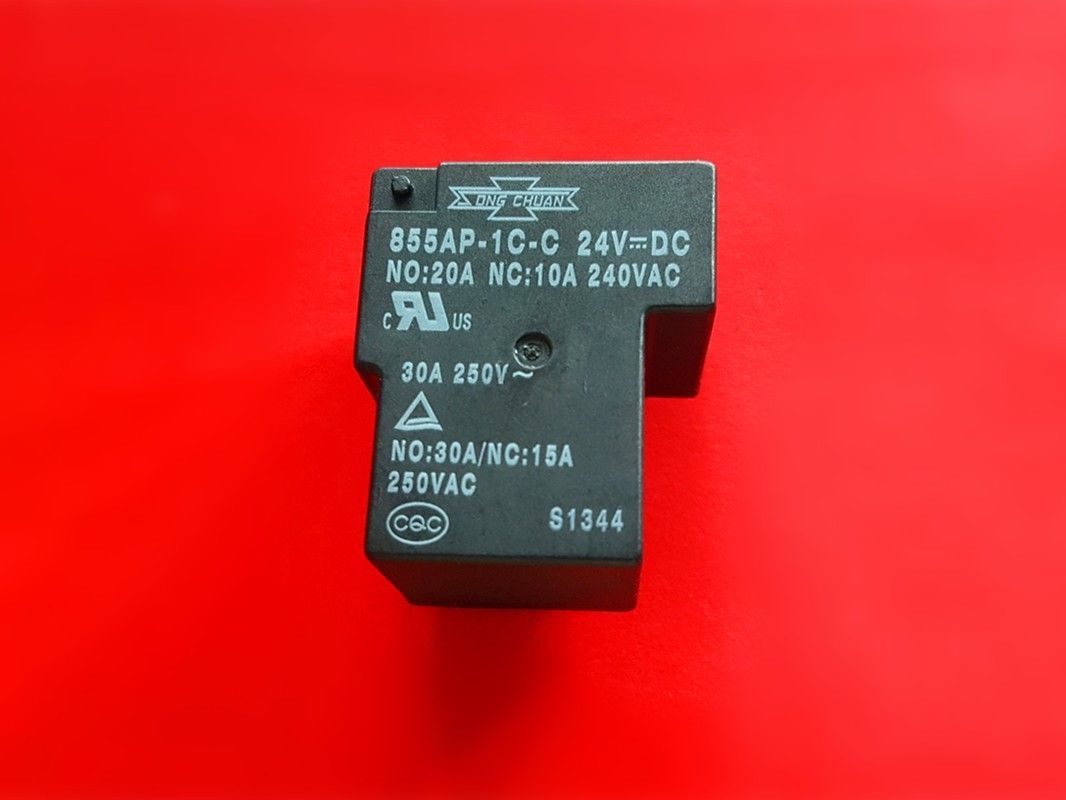 SONG CHUAN
855AP-1C-C 24V⎓DC
NO:20A NC:10A 240VAC
C RU US
30A 250V~
NO:30A/NC:15A
250VAC
CQC S1344